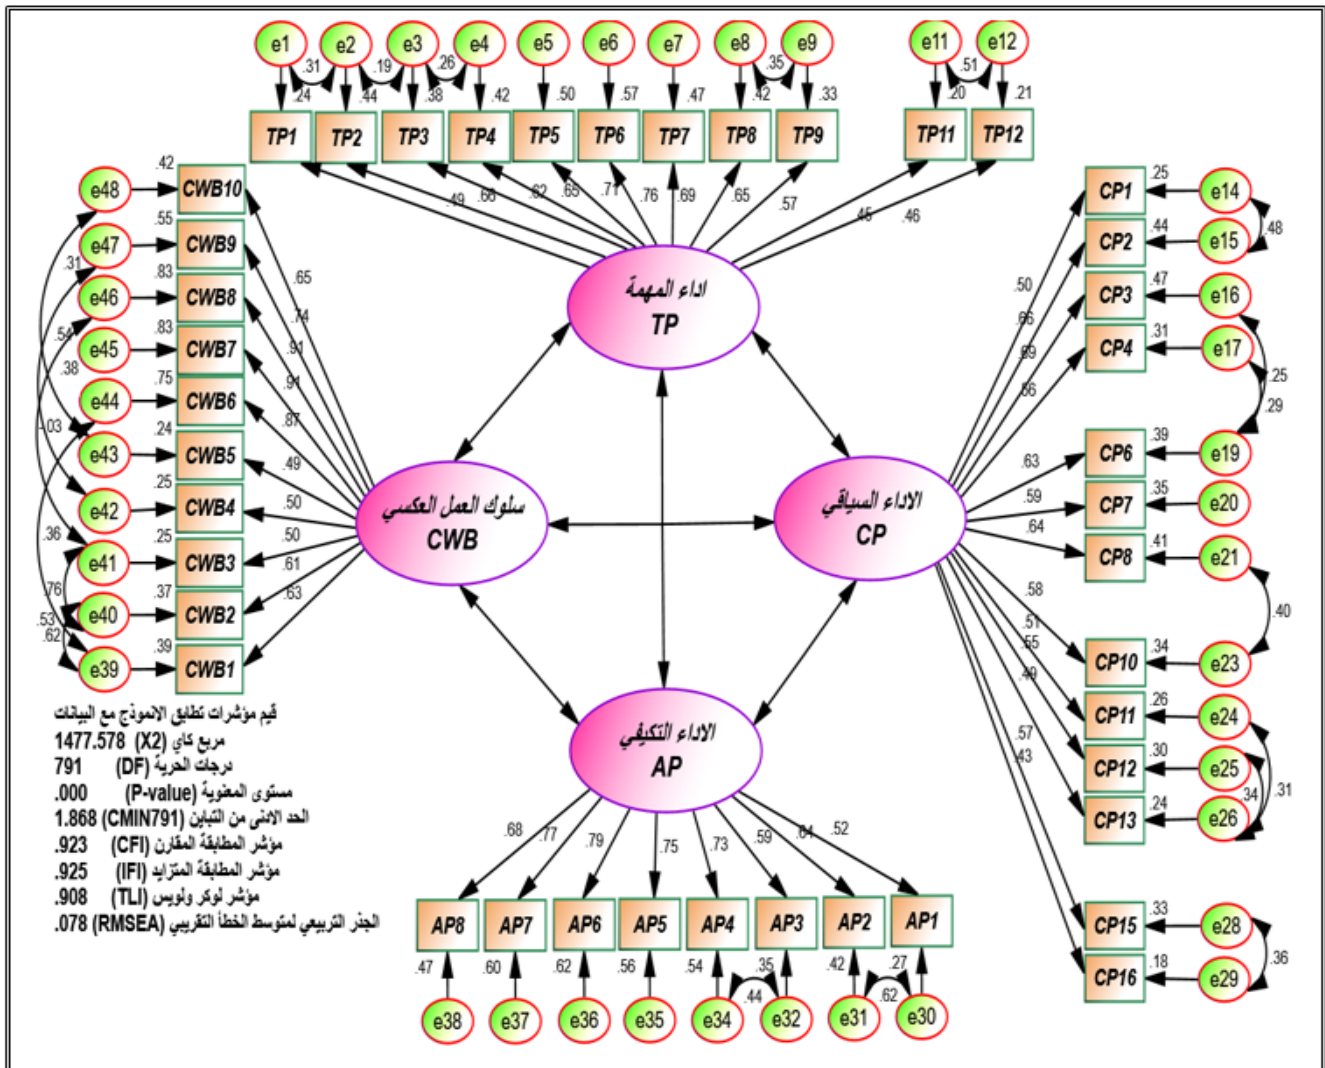 e1 e2 e3 e4 e5 e6 e7 e8 e9 e11 e12
.31 .19 .26 .35 .51
.24 .44 .38 .42 .50 .57 .47 .42 .33 .20 .21
TP1 TP2 TP3 TP4 TP5 TP6 TP7 TP8 TP9 TP11 TP12
.49 .66 .62 .65 .71 .76 .69 .65 .57 .45 .46
اداء المهمة
TP
e48 .42 CWB10 .65
e47 .55 CWB9 .74
e46 .83 CWB8 .91
e45 .83 CWB7 .91
e44 .75 CWB6 .87
e43 .24 CWB5 .49
e42 .25 CWB4 .50
e41 .25 CWB3 .50
e40 .37 CWB2 .61
e39 .39 CWB1 .63
.31
.54
.38
.03
.36
.76
.53
.62
سلوك العمل العكسي
CWB
الاداء السياقي
CP
.50 CP1 .25 e14
.66 CP2 .44 e15
.69 CP3 .47 e16
.56 CP4 .31 e17
.63 CP6 .39 e19
.59 CP7 .35 e20
.64 CP8 .41 e21
.58 CP10 .34 e23
.51 CP11 .26 e24
.55 CP12 .30 e25
.49 CP13 .24 e26
.57 CP15 .33 e28
.43 CP16 .18 e29
.48
.25
.29
.40
.34
.31
.36
الاداء التكيفي
AP
.68 .77 .79 .75 .73 .59 .64 .52
AP8 AP7 AP6 AP5 AP4 AP3 AP2 AP1
.47 .60 .62 .56 .54 .35 .42 .27
.44 .62
e38 e37 e36 e35 e34 e32 e31 e30
قيم مؤشرات تطابق الانموذج مع البيانات
مربع كاي (X2) 1477.578
درجات الحرية (DF) 791
مستوى المعنوية (P-value) .000
الحد الادنى من التباين (CMIN791) 1.868
مؤشر المطابقة المقارن (CFI) .923
مؤشر المطابقة المتزايد (IFI) .925
مؤشر لوكر ولويس (TLI) .908
الجذر التربيعي لمتوسط الخطأ التقريبي (RMSEA) .078